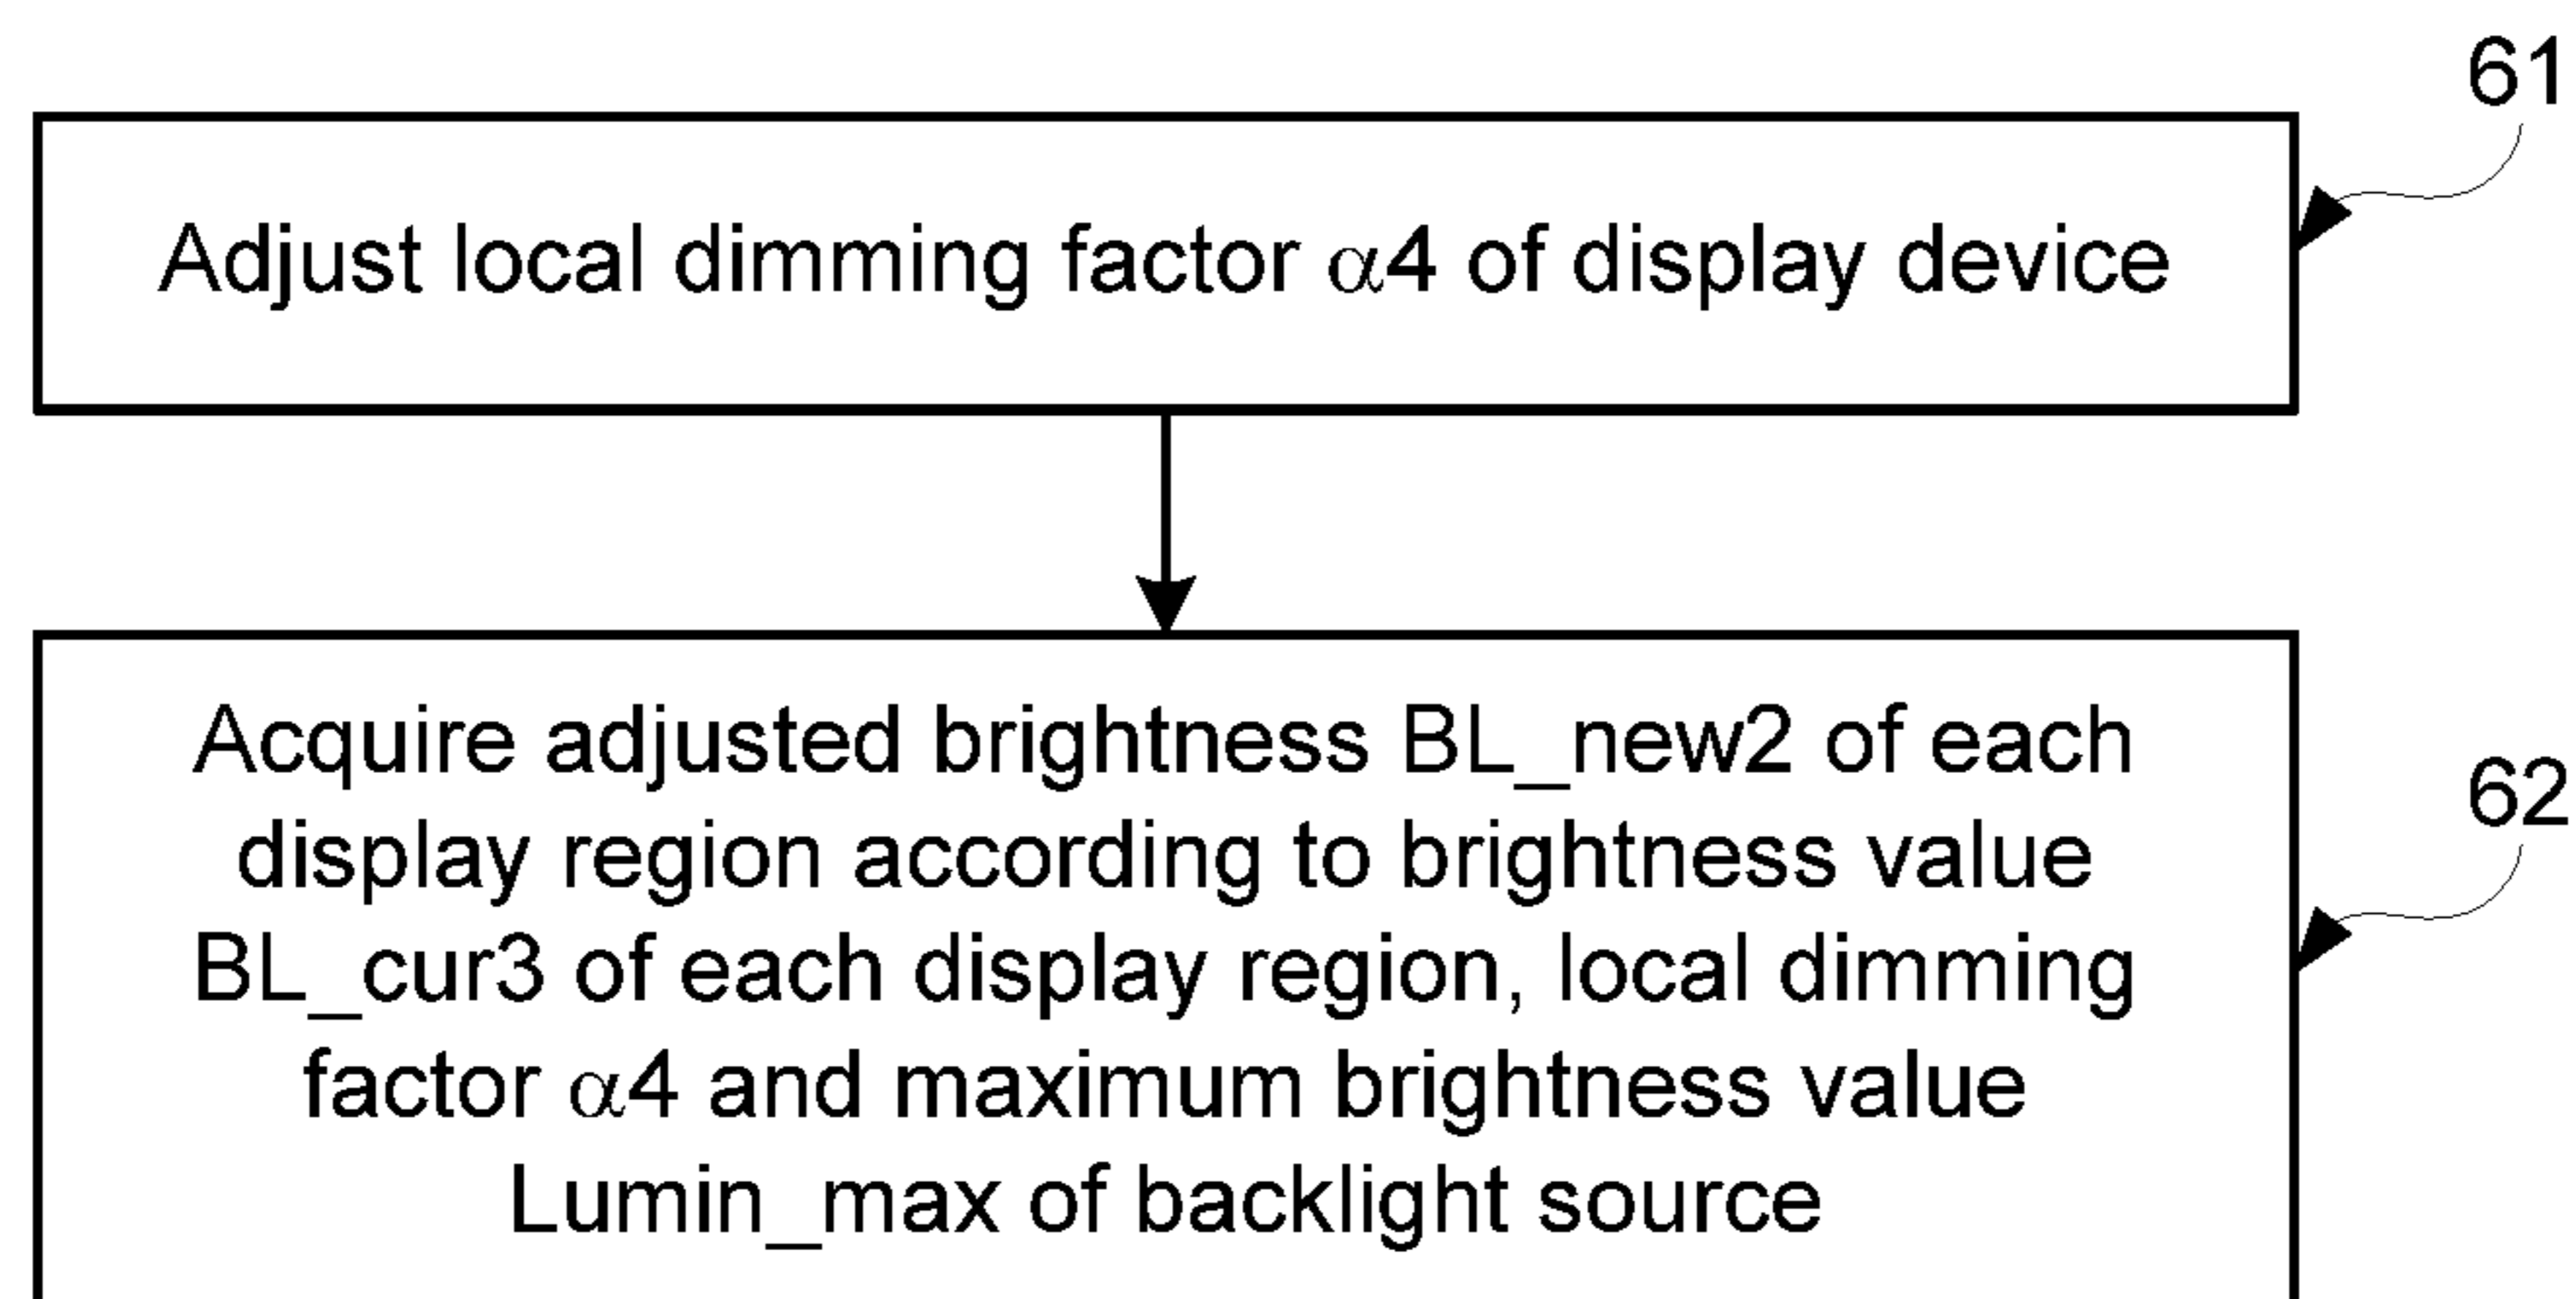 61
Adjust local dimming factor α4 of display device
Acquire adjusted brightness BL_new2 of each
display region according to brightness value
62
BL_cur3 of each display region, local dimming
factor α4 and maximum brightness value
Lumin_max of backlight source